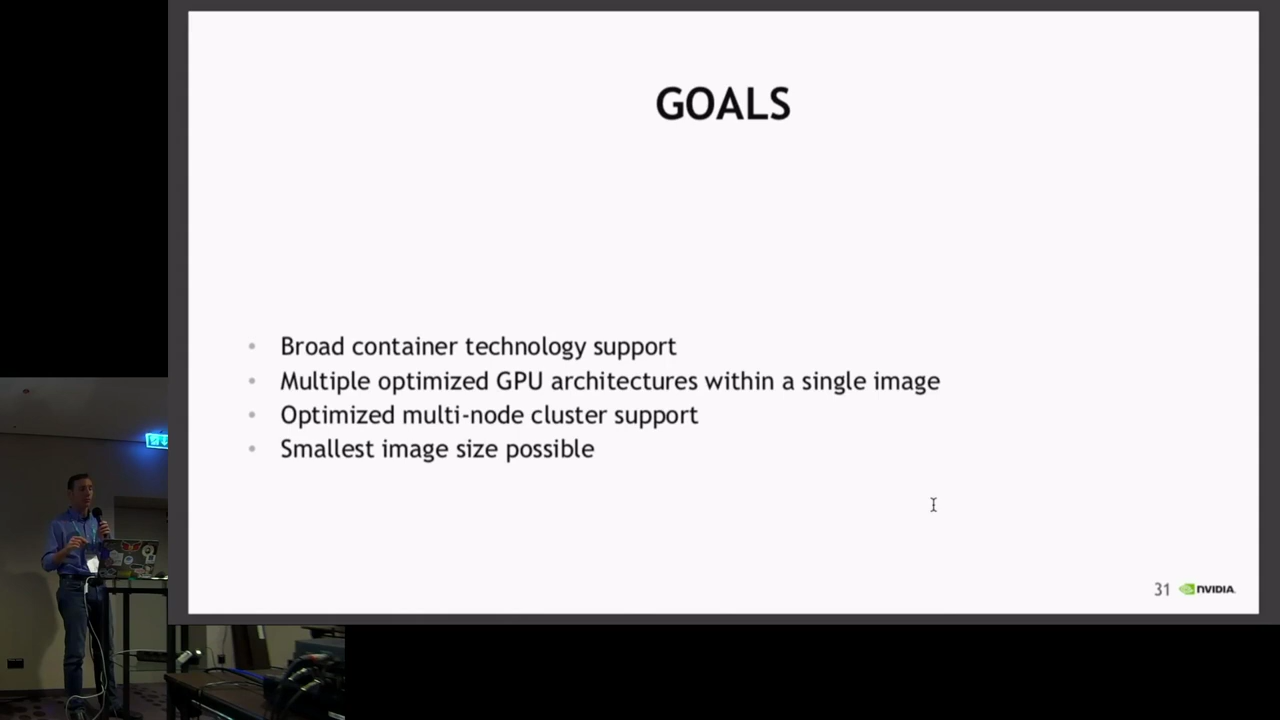 GOALS
• Broad container technology support
• Multiple optimized GPU architectures within a single image
• Optimized multi-node cluster support
• Smallest image size possible
31 NVIDIA